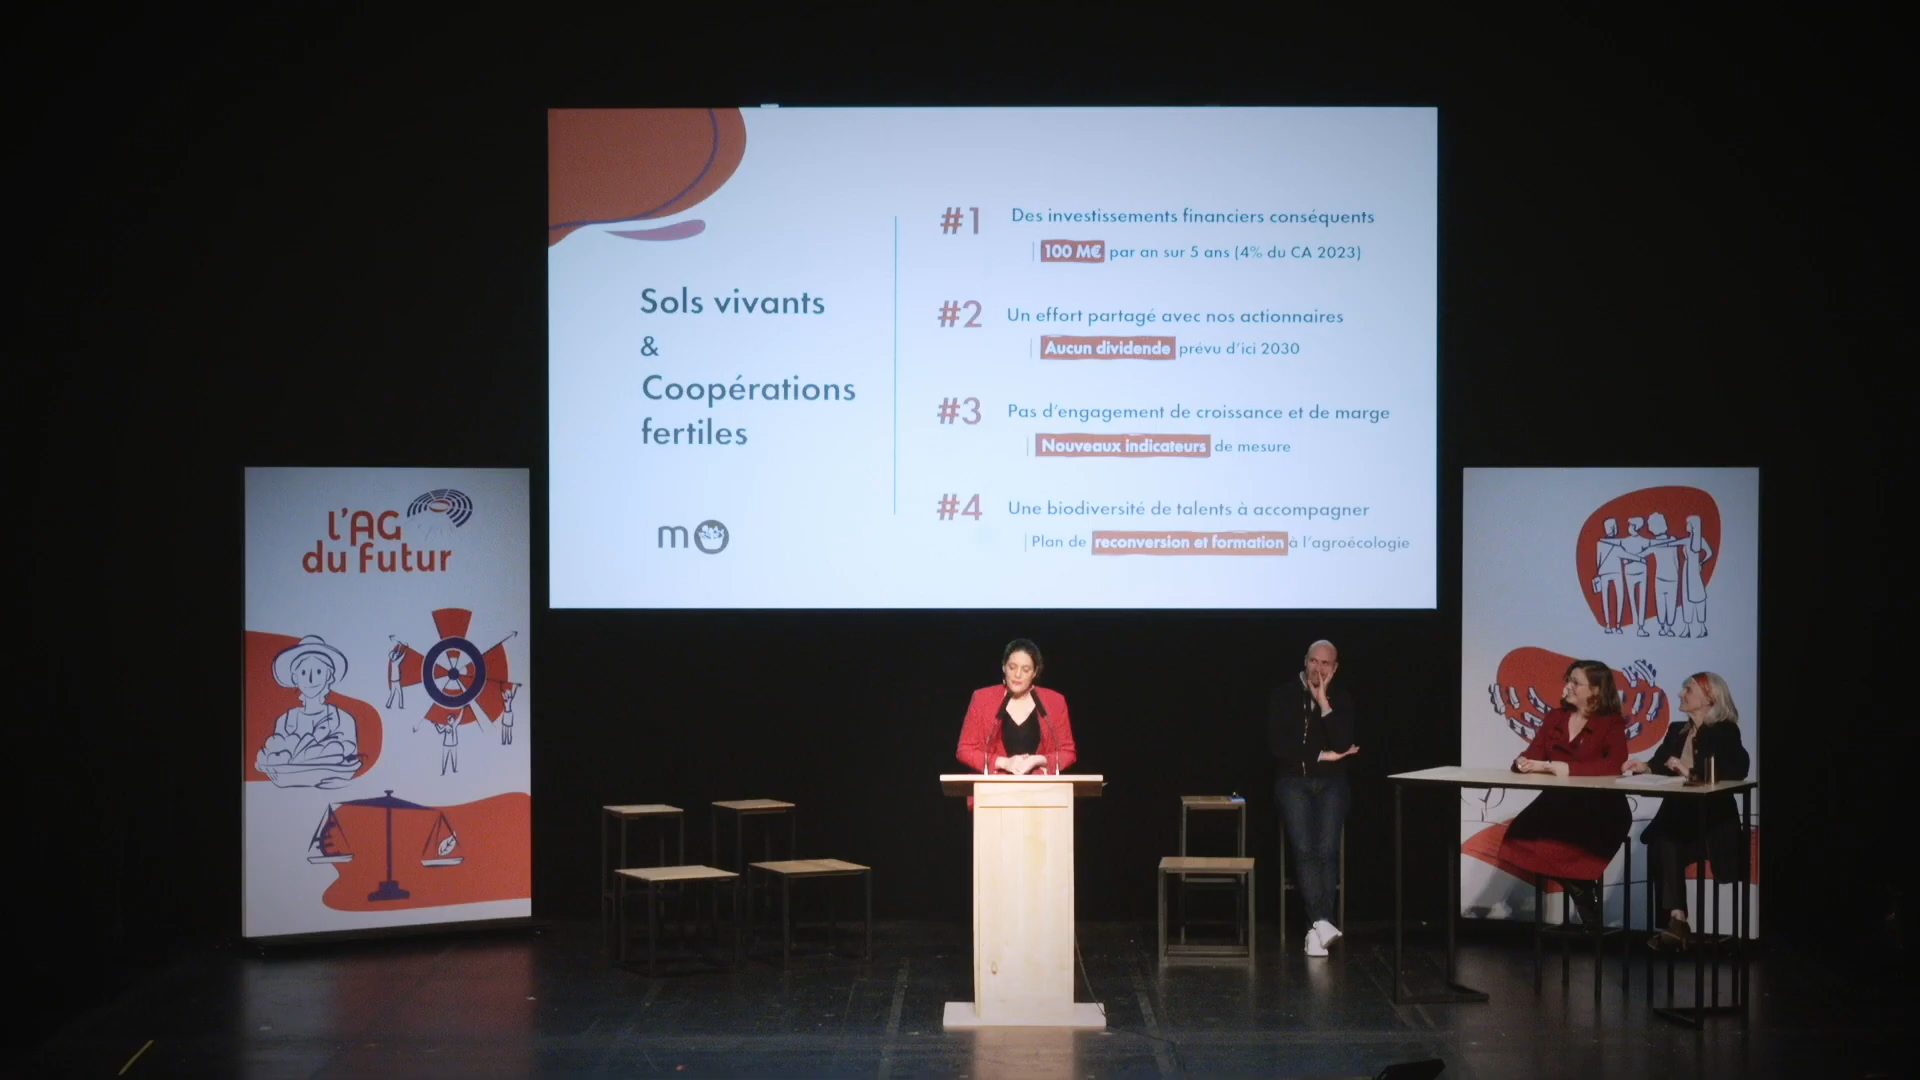 Sols vivants
&
Coopérations
fertiles
m
#1 Des investissements financiers conséquents
100 M€ par an sur 5 ans (4% du CA 2023)
#2 Un effort partagé avec nos actionnaires
Aucun dividende prévu d'ici 2030
#3 Pas d'engagement de croissance et de marge
Nouveaux indicateurs de mesure
#4 Une biodiversité de talents à accompagner
Plan de reconversion et formation à l'agroécologie
l'AG
du futur
€